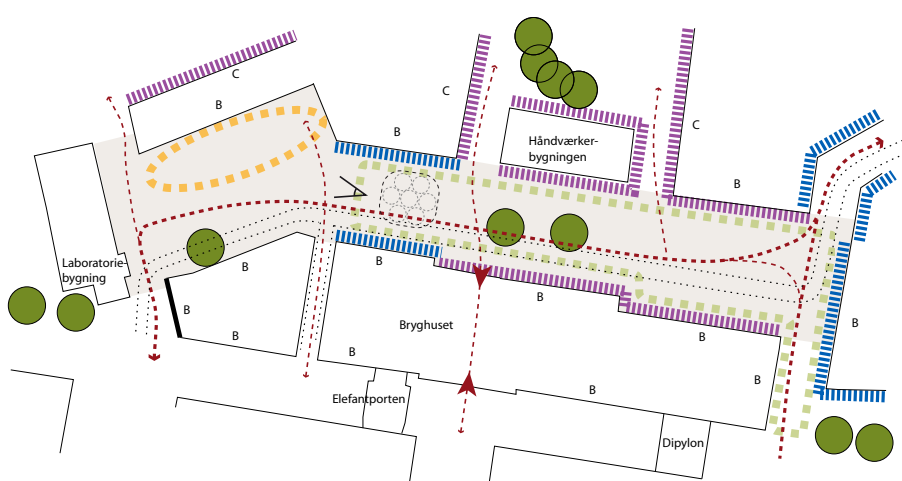 C
B
C
B
Håndværker-
bygningen
C
B
Laboratorie-
bygning
B
B
B
B
B
Bryghuset
B
B
B
B
B
B
Elefantporten
Dipylon